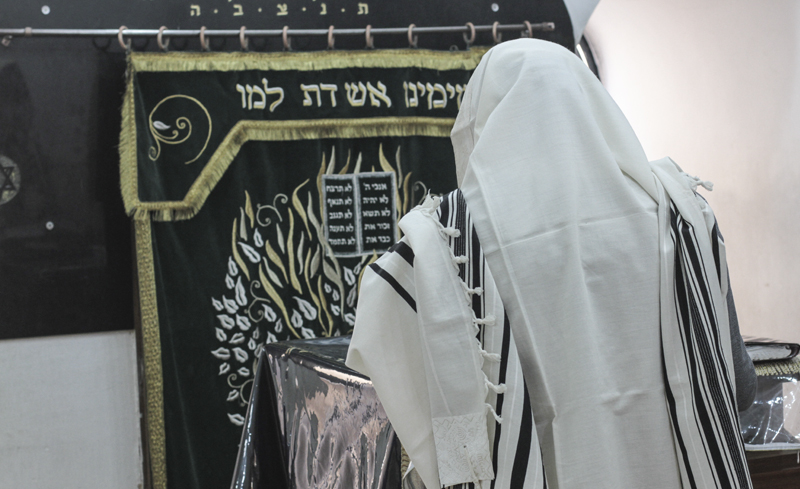 ת . נ . צ . ב . ה
מימינו אש דת למו
אנכי ה'
לא יהיה
לא תשא
זכור את
כבד את
לא תרצח
לא תנאף
לא תגנב
לא תענה
לא תחמד